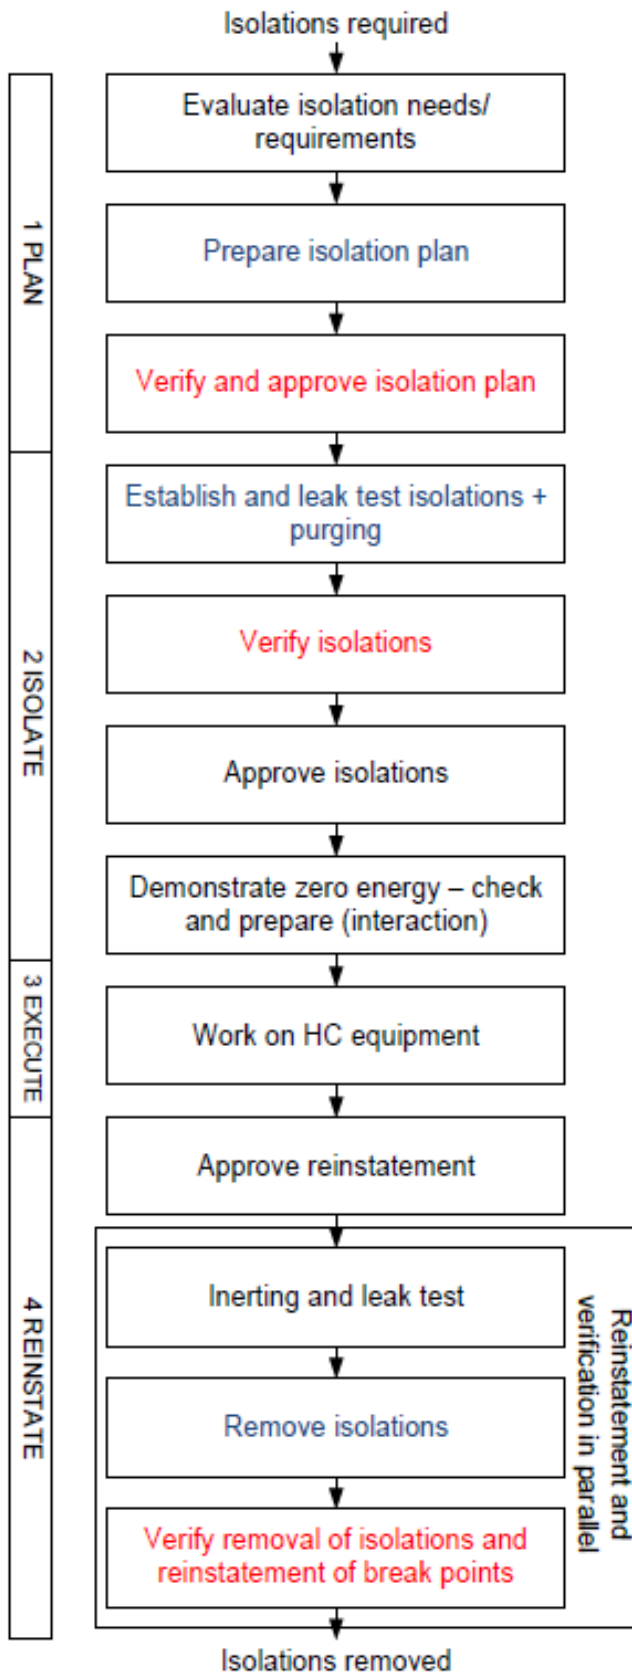 Isolations required
1 PLAN
Evaluate isolation needs/
requirements
Prepare isolation plan
Verify and approve isolation plan
2 ISOLATE
Establish and leak test isolations +
purging
Verify isolations
Approve isolations
Demonstrate zero energy – check
and prepare (interaction)
3 EXECUTE
Work on HC equipment
4 REINSTATE
Approve reinstatement
Reinstatement and
verification in parallel
Inerting and leak test
Remove isolations
Verify removal of isolations and
reinstatement of break points
Isolations removed